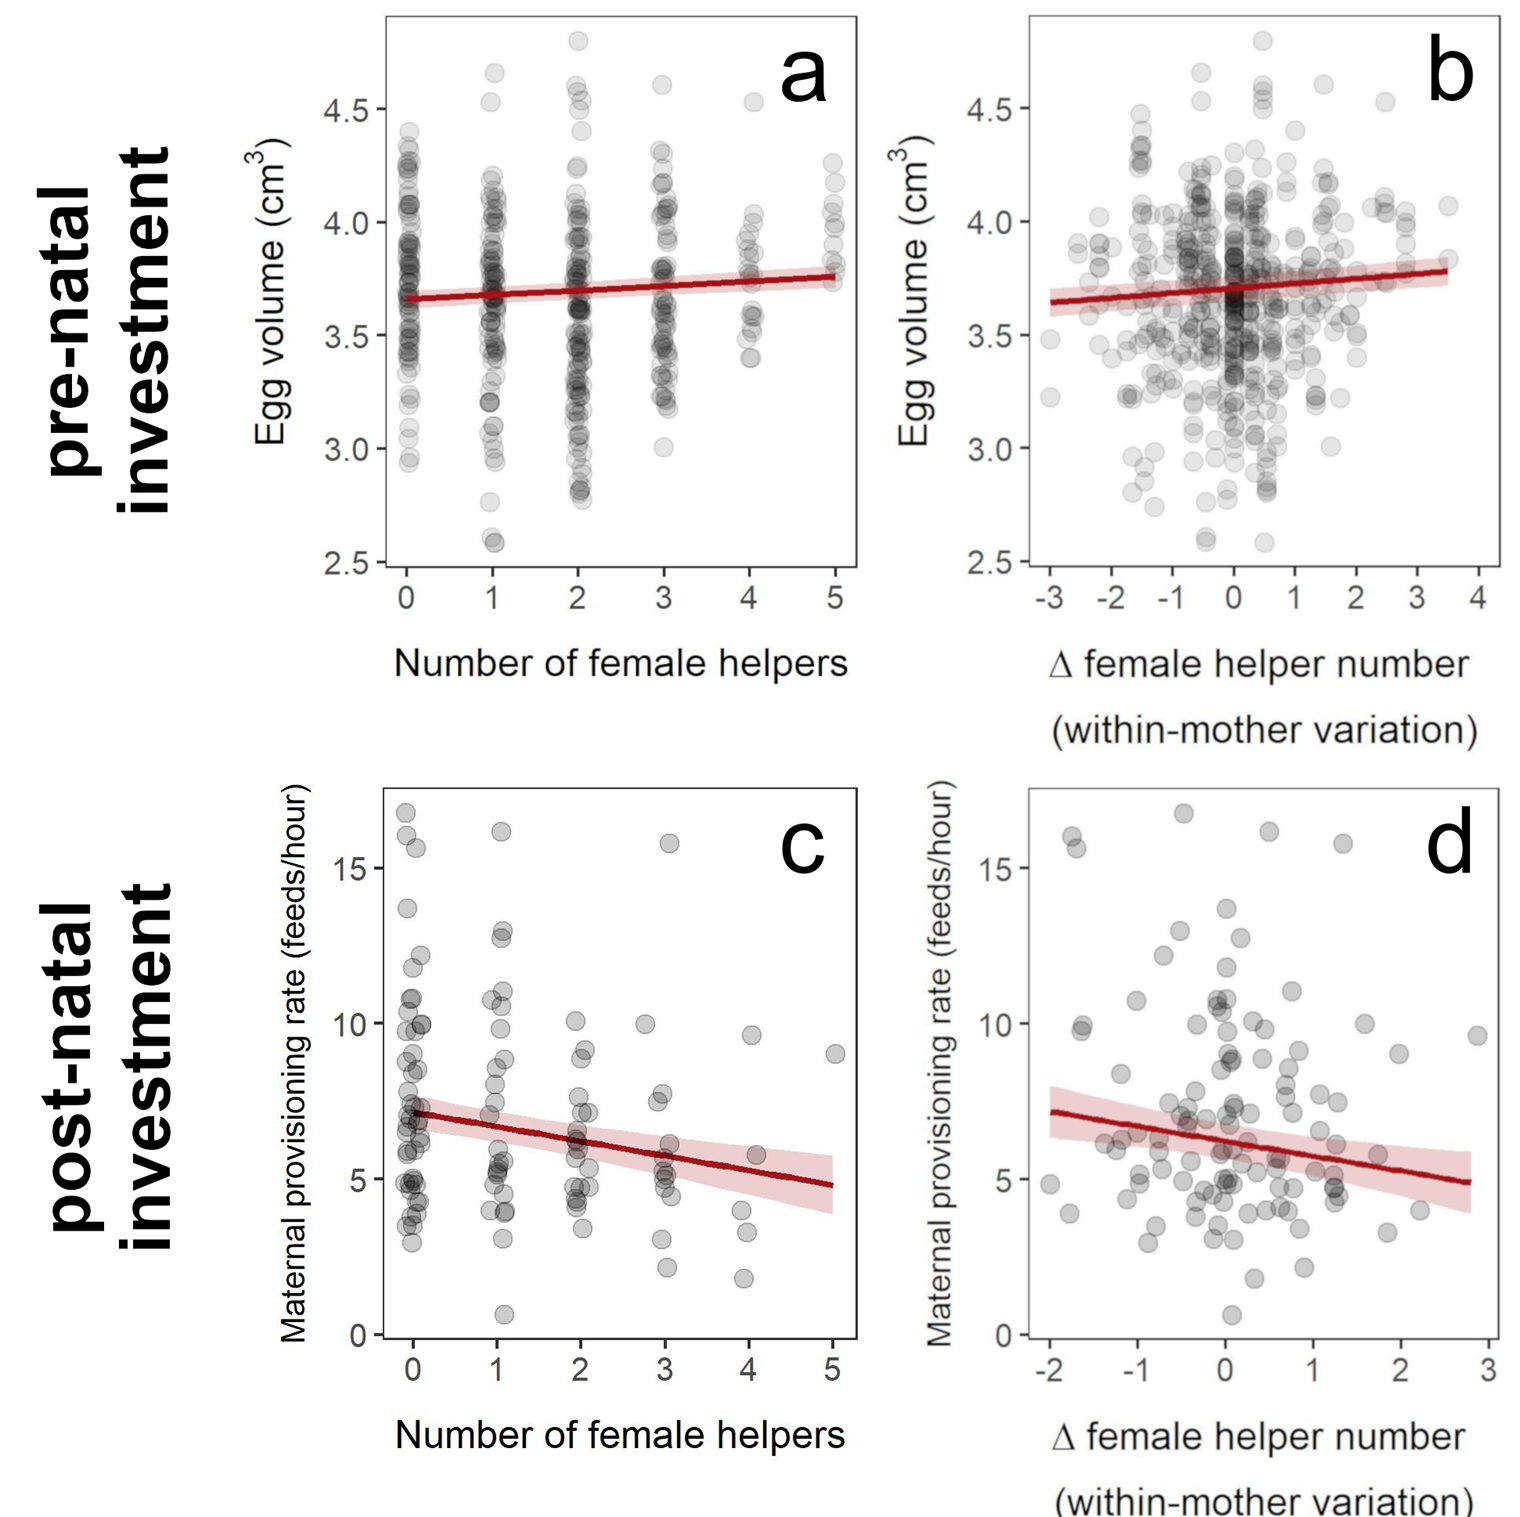 pre-natal
investment
a
Egg volume (cm³)
4.5
4.0
3.5
3.0
2.5
0 1 2 3 4 5
Number of female helpers
b
Egg volume (cm³)
4.5
4.0
3.5
3.0
2.5
-3 -2 -1 0 1 2 3 4
Δ female helper number
(within-mother variation)
post-natal
investment
c
Maternal provisioning rate (feeds/hour)
15
10
5
0
0 1 2 3 4 5
Number of female helpers
d
Maternal provisioning rate (feeds/hour)
15
10
5
0
-2 -1 0 1 2 3
Δ female helper number
(within-mother variation)